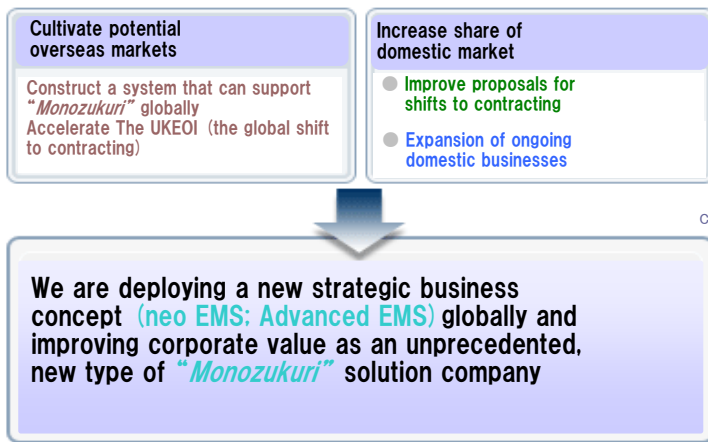 Cultivate potential
overseas markets
Construct a system that can support
“Monozukuri” globally
Accelerate The UKEOI (the global shift
to contracting)
Increase share of
domestic market
Improve proposals for
shifts to contracting
Expansion of ongoing
domestic businesses
C
We are deploying a new strategic business
concept (neo EMS; Advanced EMS) globally and
improving corporate value as an unprecedented,
new type of “Monozukuri” solution company